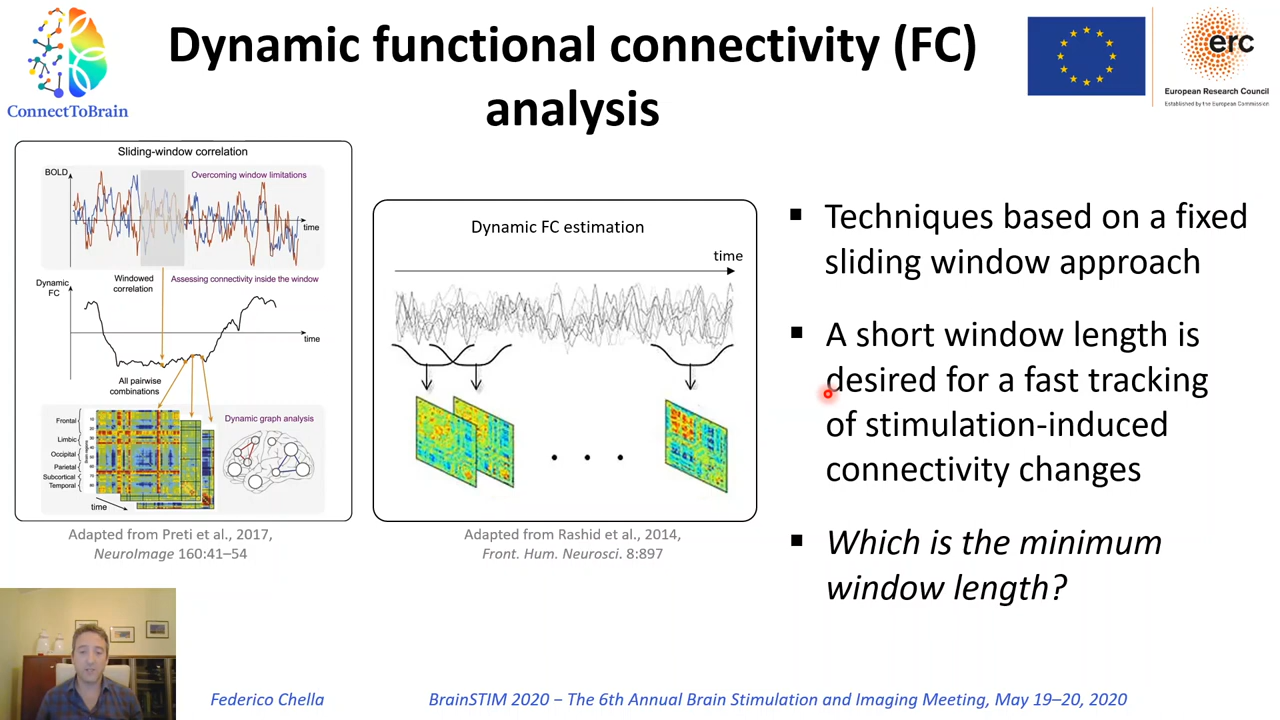 Dynamic functional connectivity (FC)
analysis
ConnectToBrain
erc
European Research Council
Established by the European Commission
Sliding-window correlation
BOLD
Overcoming window limitations
time
Windowed
correlation
Assessing connectivity inside the window
Dynamic
FC
time
All pairwise
combinations
Dynamic graph analysis
Frontal
Limbic
Occipital
Parietal
Subcortical
Temporal
time
Adapted from Preti et al., 2017,
NeuroImage 160:41–54
Dynamic FC estimation
time
Adapted from Rashid et al., 2014,
Front. Hum. Neurosci. 8:897
▪ Techniques based on a fixed
sliding window approach
▪ A short window length is
desired for a fast tracking
of stimulation-induced
connectivity changes
▪ Which is the minimum
window length?
Federico Chella
BrainSTIM 2020 – The 6th Annual Brain Stimulation and Imaging Meeting, May 19–20, 2020